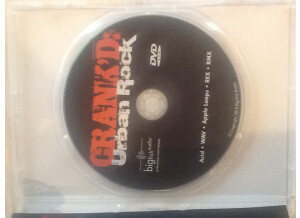 CRANK'D:
Urban Rock
DVD
big fish audio
Acid • WAV • Apple Loops • REX • RMX